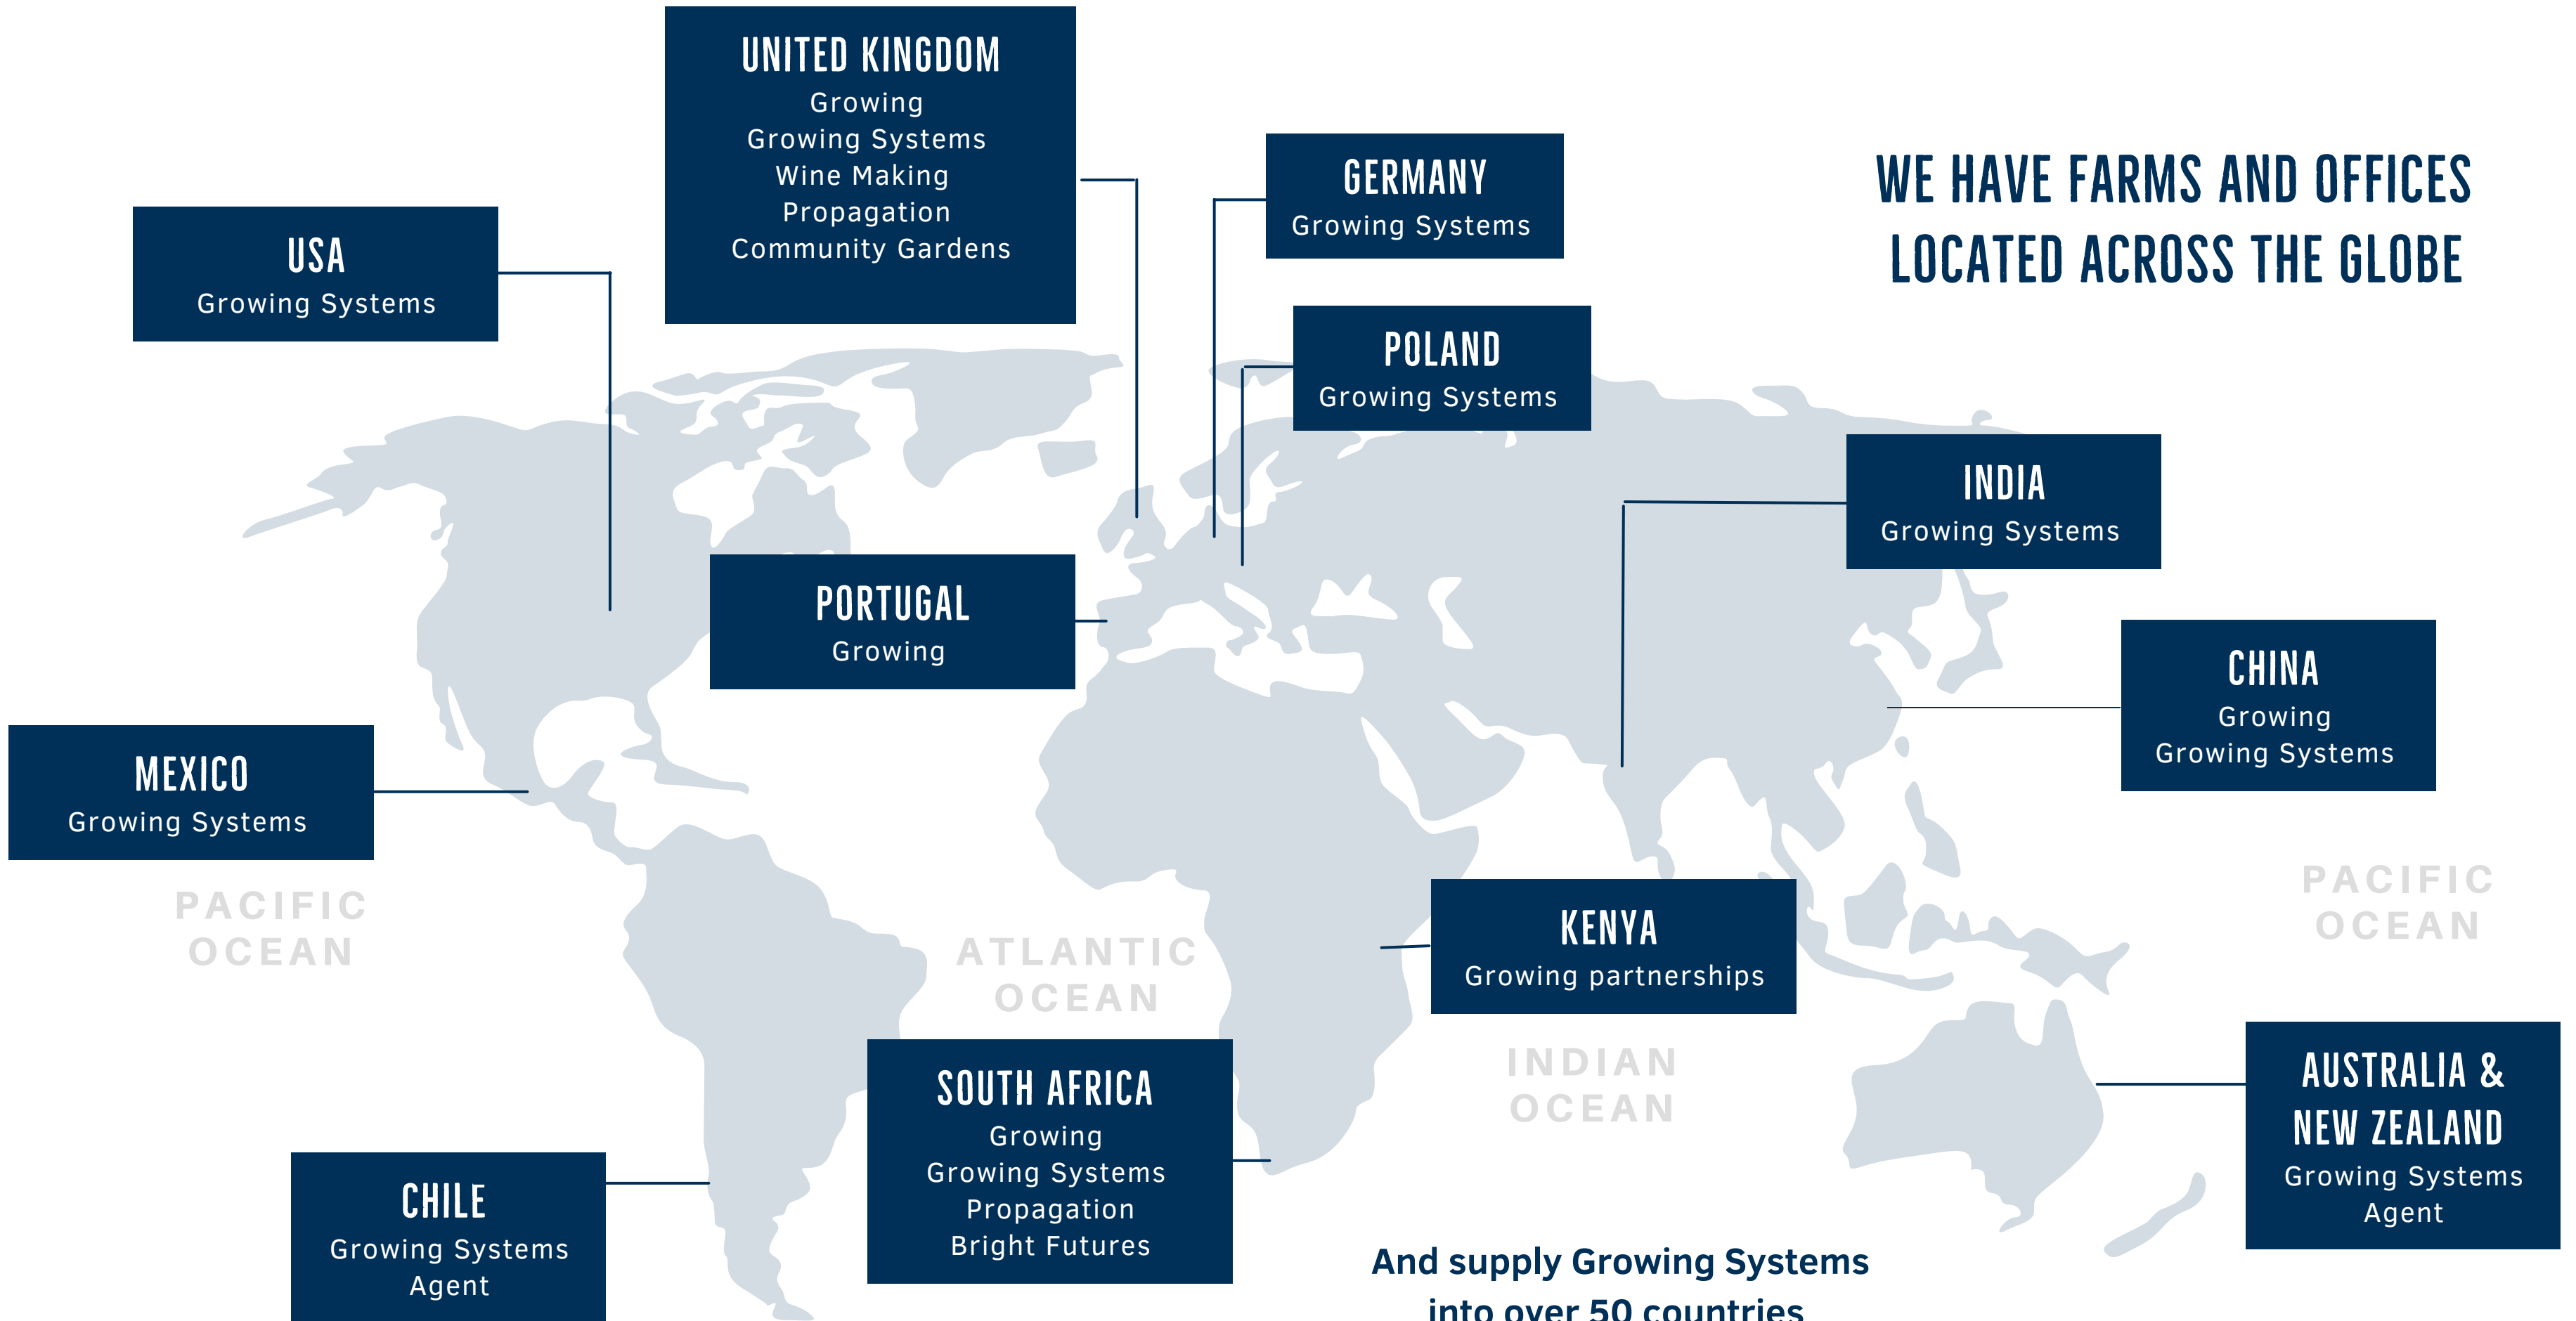 UNITED KINGDOM
Growing
Growing Systems
Wine Making
Propagation
Community Gardens
GERMANY
Growing Systems
WE HAVE FARMS AND OFFICES
LOCATED ACROSS THE GLOBE
USA
Growing Systems
POLAND
Growing Systems
INDIA
Growing Systems
PORTUGAL
Growing
CHINA
Growing
Growing Systems
MEXICO
Growing Systems
PACIFIC
OCEAN
ATLANTIC
OCEAN
KENYA
Growing partnerships
PACIFIC
OCEAN
INDIAN
OCEAN
SOUTH AFRICA
Growing
Growing Systems
Propagation
Bright Futures
AUSTRALIA &
NEW ZEALAND
Growing Systems
Agent
CHILE
Growing Systems
Agent
And supply Growing Systems
into over 50 countries